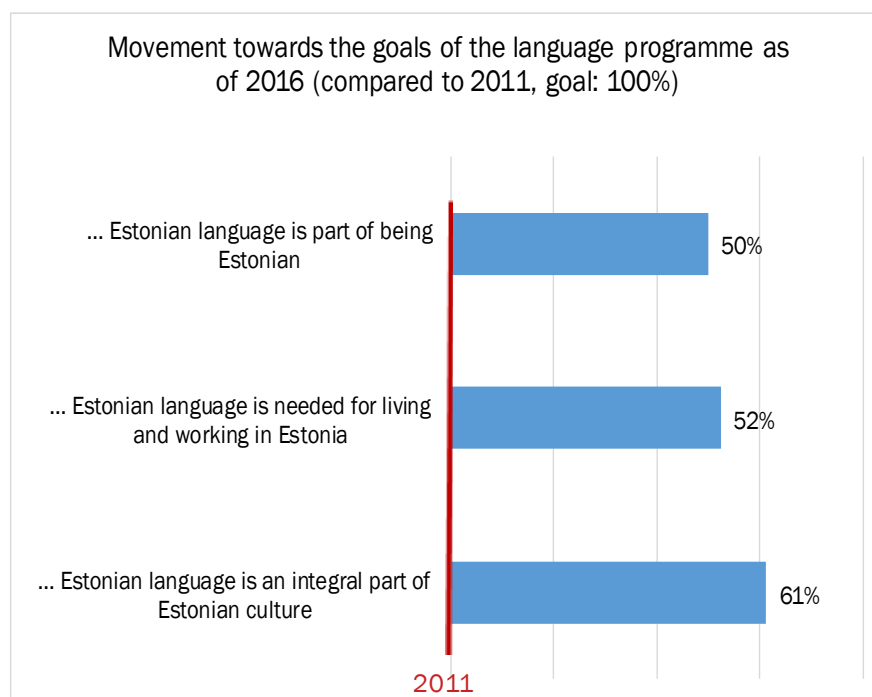 Movement towards the goals of the language programme as
of 2016 (compared to 2011, goal: 100%)
... Estonian language is part of being
Estonian
50%
... Estonian language is needed for living
and working in Estonia
52%
... Estonian language is an integral part of
Estonian culture
61%
2011